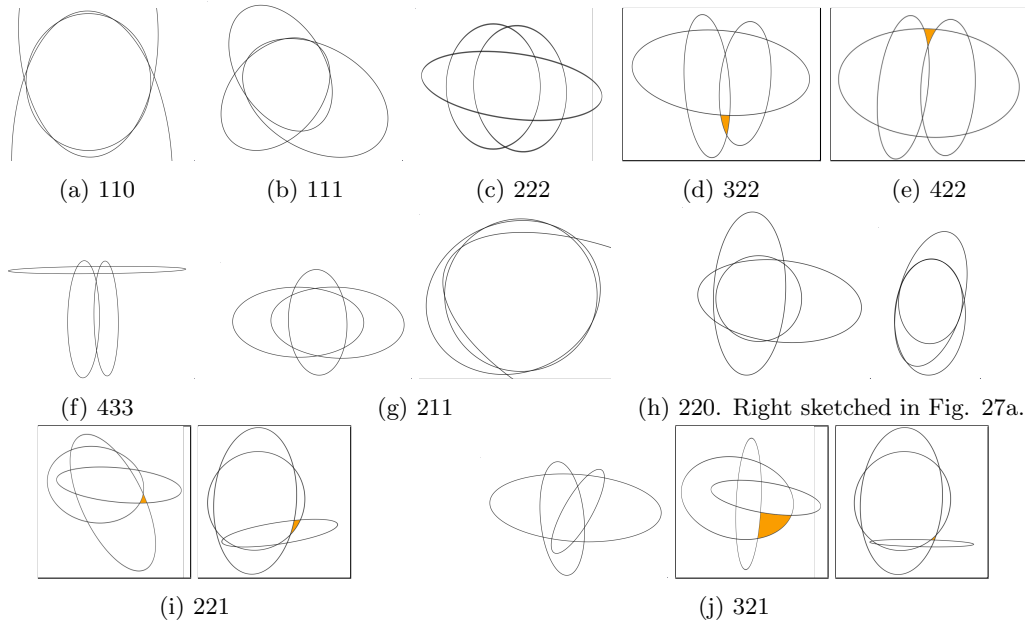 (a) 110 (b) 111 (c) 222 (d) 322 (e) 422
(f) 433 (g) 211 (h) 220. Right sketched in Fig. 27a.
(i) 221 (j) 321